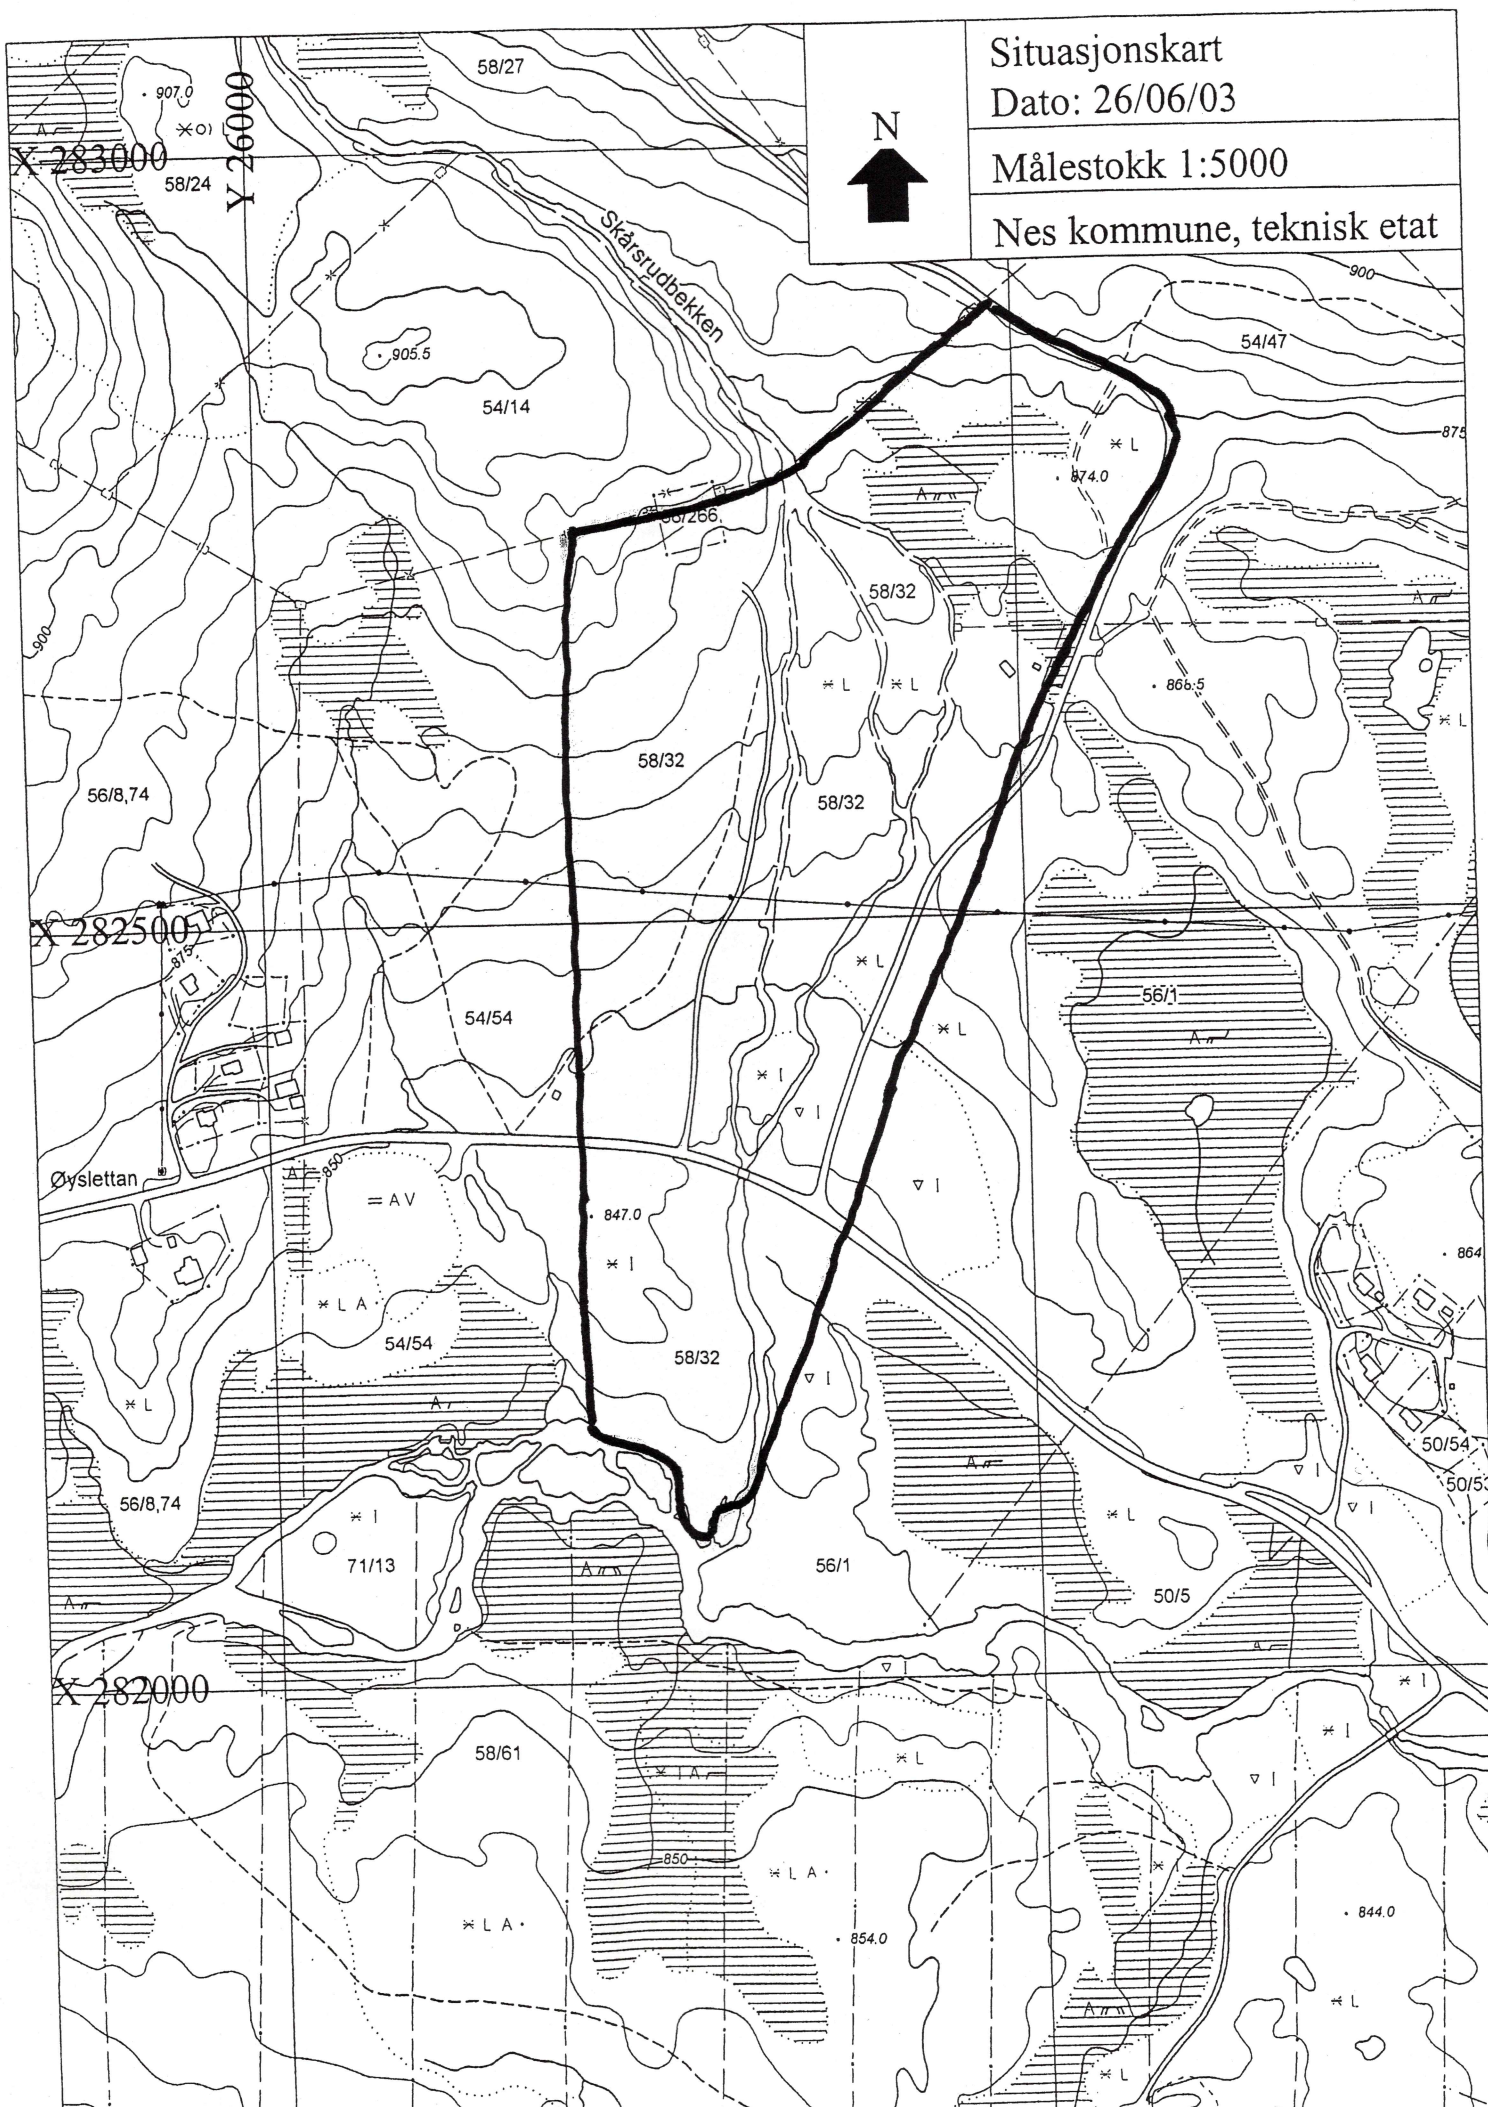 Situasjonskart
Dato: 26/06/03
N
Målestokk 1:5000
Nes kommune, teknisk etat
58/27
907.0
Y 26000
X 283000
58/24
Skårsrudbekken
900
54/47
905.5
54/14
875
L
874.0
58/32
900
L
L
866.5
L
58/32
56/8,74
58/32
X 282500
875
L
56/1
54/54
L
I
I
Øyslettan
850
A V
I
847.0
I
864
L A
54/54
58/32
I
L
50/54
50/53
I
56/8,74
I
L
I
71/13
56/1
50/5
I
X 282000
I
I
58/61
L
I
850
L A
L A
854.0
844.0
L
L